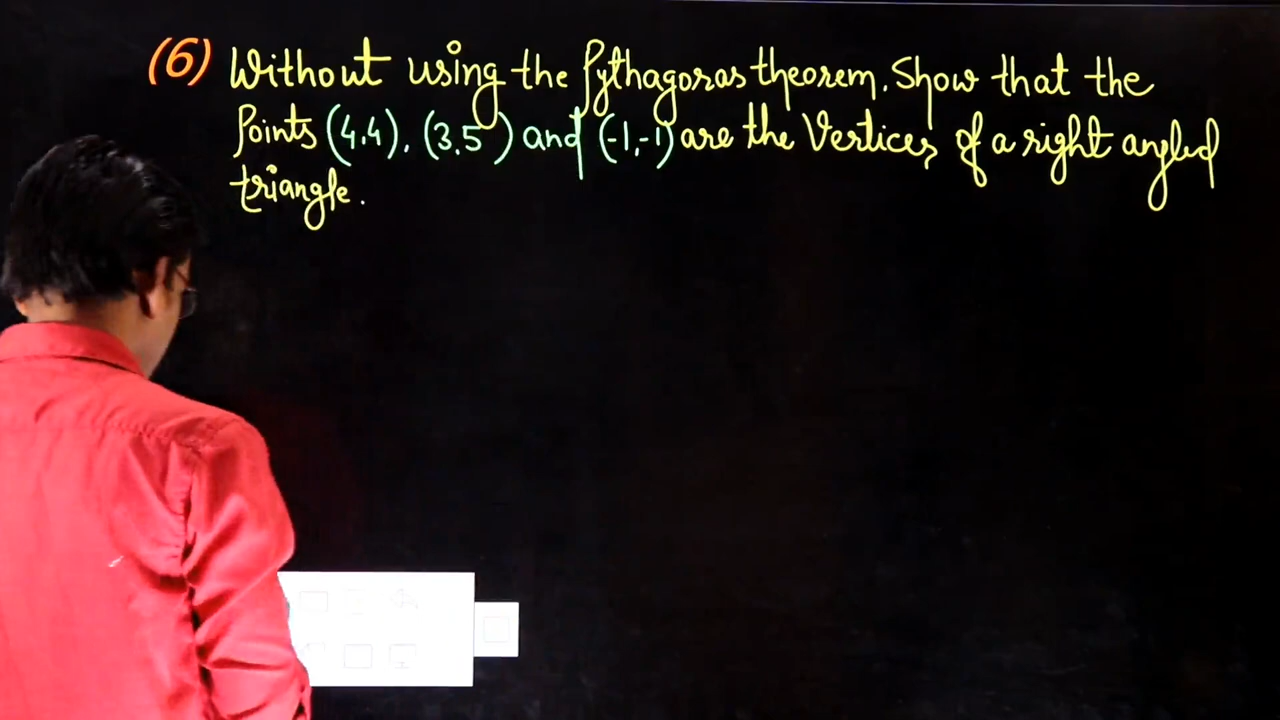 (6) Without using the Pythagoras theorem. Show that the
Points (4,4), (3,5) and (-1,-1) are the Vertices of a right angled
triangle.